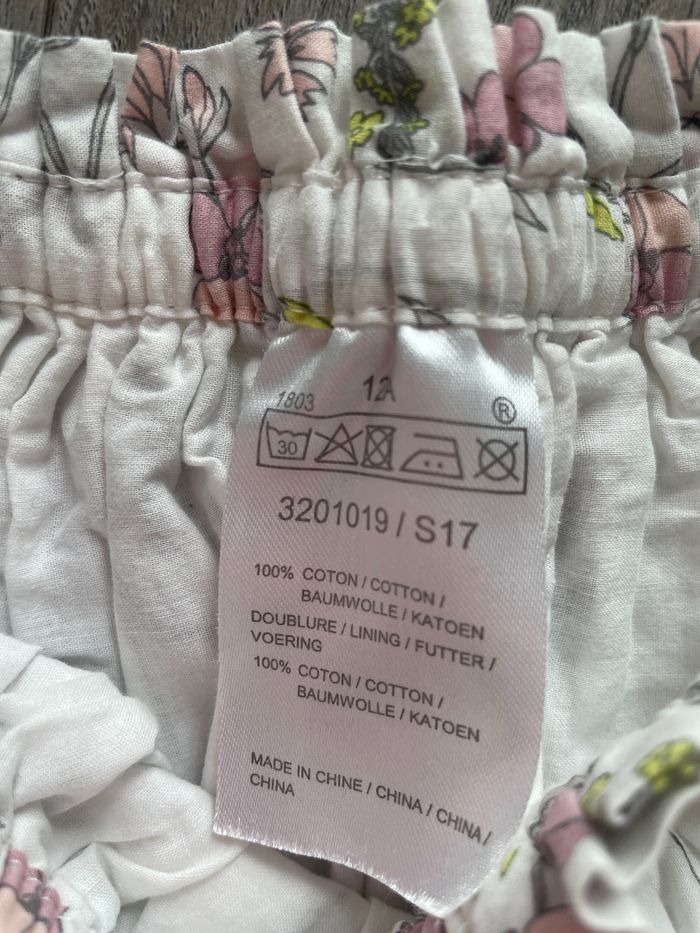 1803
12A
®
30
3201019 / S17
100% COTON / COTTON /
BAUMWOLLE / KATOEN
DOUBLURE / LINING / FUTTER /
VOERING
100% COTON / COTTON /
BAUMWOLLE / KATOEN
MADE IN CHINE / CHINA / CHINA /
CHINA